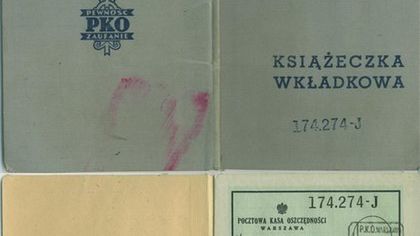 PEWNOŚĆ
PKO
ZAUFANIE
KSIĄŻECZKA
WKŁADKOWA
174.274-J
174.274-J
POCZTOWA KASA OSZCZĘDNOŚCI
WARSZAWA